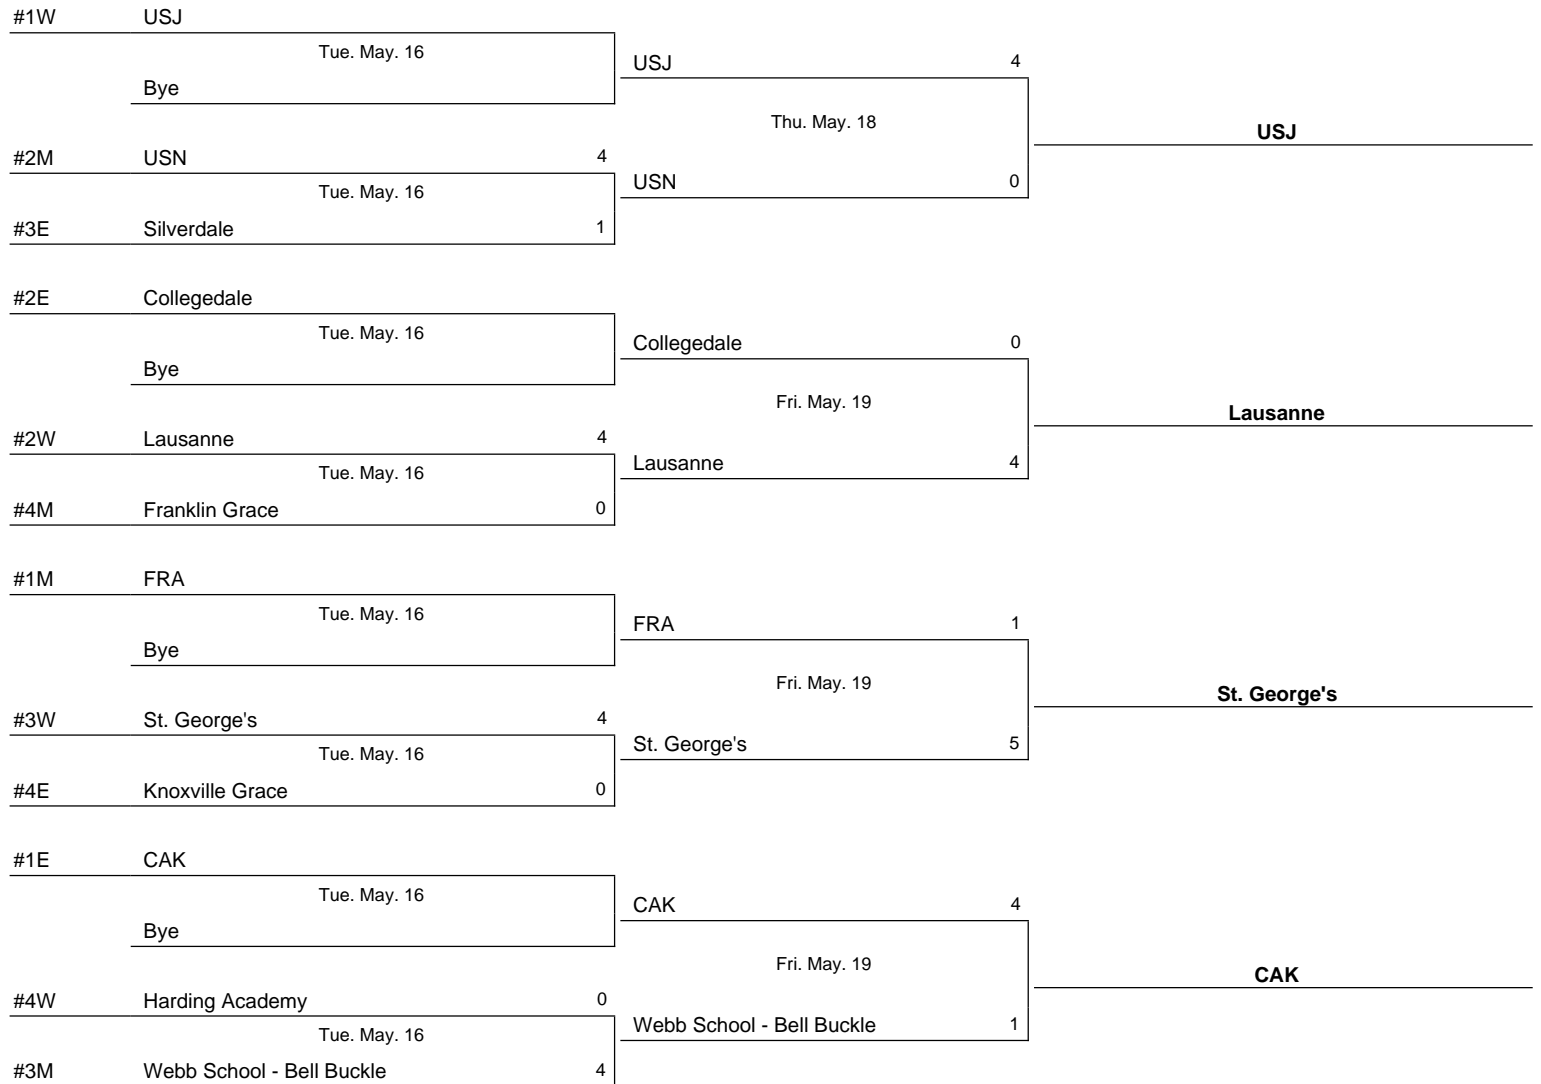 #1W USJ
Tue. May. 16
USJ 4
Bye
Thu. May. 18
USJ
#2M USN 4
Tue. May. 16
USN 0
#3E Silverdale 1
#2E Collegedale
Tue. May. 16
Collegedale 0
Bye
Fri. May. 19
Lausanne
#2W Lausanne 4
Tue. May. 16
Lausanne 4
#4M Franklin Grace 0
#1M FRA
Tue. May. 16
FRA 1
Bye
Fri. May. 19
St. George's
#3W St. George's 4
Tue. May. 16
St. George's 5
#4E Knoxville Grace 0
#1E CAK
Tue. May. 16
CAK 4
Bye
Fri. May. 19
CAK
#4W Harding Academy 0
Tue. May. 16
Webb School - Bell Buckle 1
#3M Webb School - Bell Buckle 4